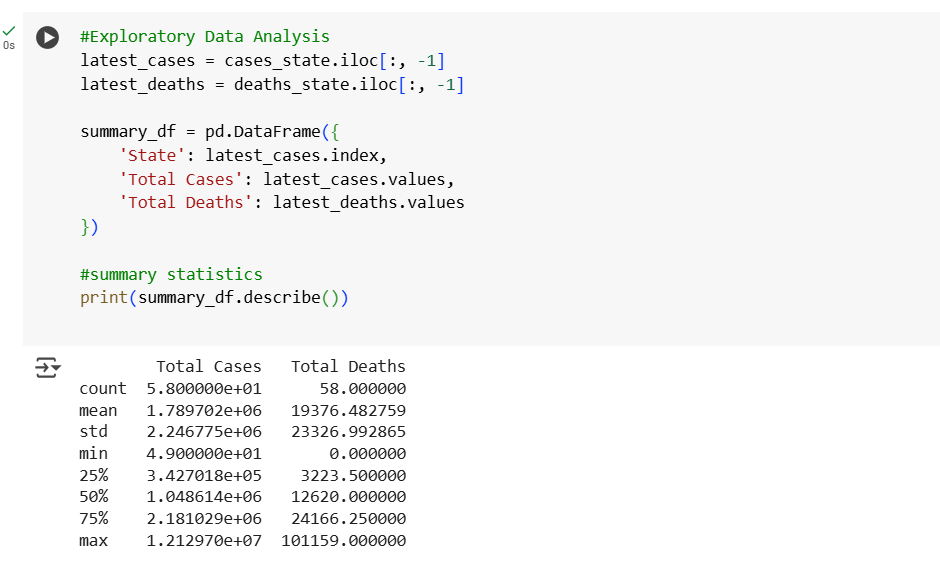 0s
#Exploratory Data Analysis
latest_cases = cases_state.iloc[:, -1]
latest_deaths = deaths_state.iloc[:, -1]
summary_df = pd.DataFrame({
    'State': latest_cases.index,
    'Total Cases': latest_cases.values,
    'Total Deaths': latest_deaths.values
})
#summary statistics
print(summary_df.describe())
        Total Cases   Total Deaths
count  5.800000e+01      58.000000
mean   1.789702e+06   19376.482759
std    2.246775e+06   23326.992865
min    4.900000e+01       0.000000
25%    3.427018e+05    3223.500000
50%    1.048614e+06   12620.000000
75%    2.181029e+06   24166.250000
max    1.212970e+07  101159.000000